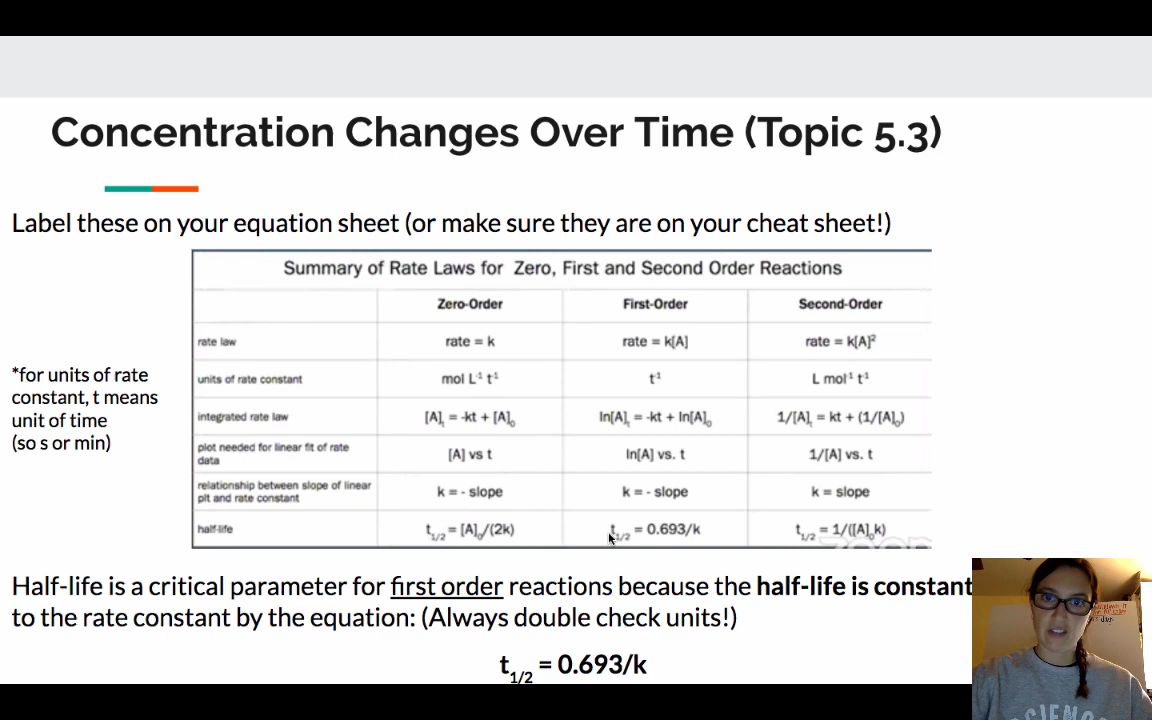 Concentration Changes Over Time (Topic 5.3)
Label these on your equation sheet (or make sure they are on your cheat sheet!)
Summary of Rate Laws for Zero, First and Second Order Reactions
Zero-Order First-Order Second-Order
rate law rate = k rate = k[A] rate = k[A]²
units of rate constant mol L⁻¹ t⁻¹ t⁻¹ L mol⁻¹ t⁻¹
integrated rate law [A]ₜ = -kt + [A]₀ ln[A]ₜ = -kt + ln[A]₀ 1/[A]ₜ = kt + (1/[A]₀)
plot needed for linear fit of rate
data [A] vs t ln[A] vs. t 1/[A] vs. t
relationship between slope of linear
plt and rate constant k = - slope k = - slope k = slope
half-life t₁/₂ = [A]₀/(2k) t₁/₂ = 0.693/k t₁/₂ = 1/([A]₀k)
zoom
*for units of rate
constant, t means
unit of time
(so s or min)
Half-life is a critical parameter for first order reactions because the half-life is constant
to the rate constant by the equation: (Always double check units!)
t₁/₂ = 0.693/k